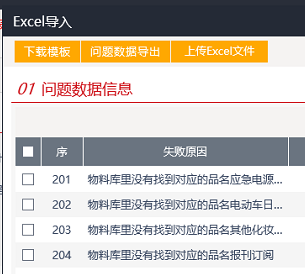 Excel导入
下载模板 问题数据导出 上传Excel文件
01 问题数据信息
序 失败原因
201 物料库里没有找到对应的品名应急电源...
202 物料库里没有找到对应的品名电动车日...
203 物料库里没有找到对应的品名其他化妆...
204 物料库里没有找到对应的品名报刊订阅